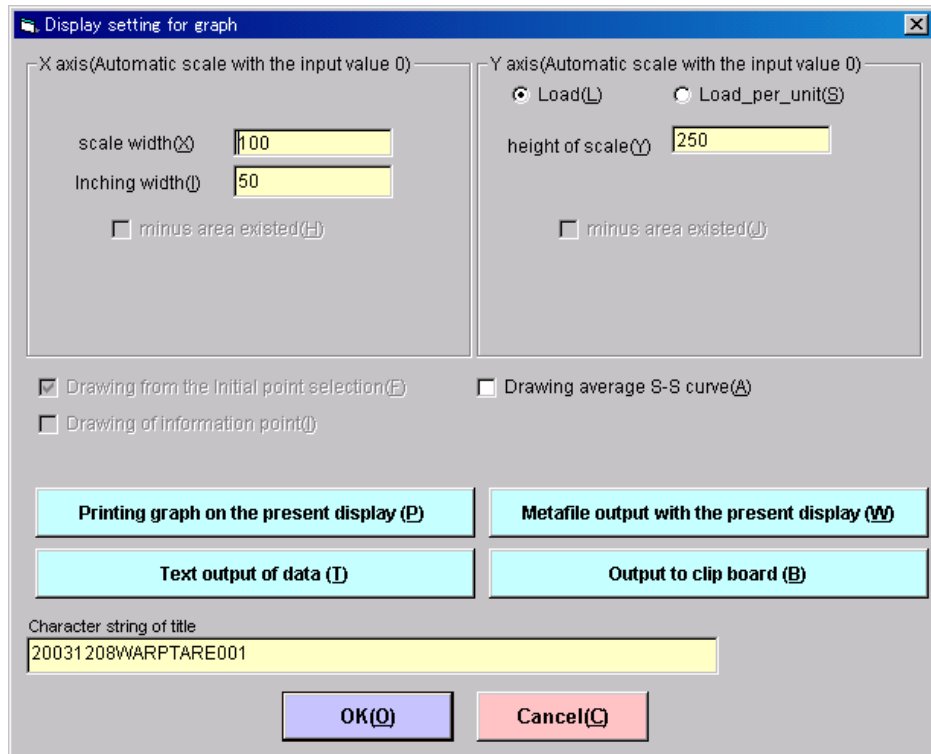 Display setting for graph
X axis(Automatic scale with the input value 0)
scale width(X) 100
Inching width(I) 50
minus area existed(H)
Y axis(Automatic scale with the input value 0)
Load(L) Load_per_unit(S)
height of scale(Y) 250
minus area existed(J)
Drawing from the Initial point selection(F)
Drawing average S-S curve(A)
Drawing of information point(I)
Printing graph on the present display (P)
Metafile output with the present display (W)
Text output of data (T)
Output to clip board (B)
Character string of title
20031208WARPTARE001
OK(O)
Cancel(C)